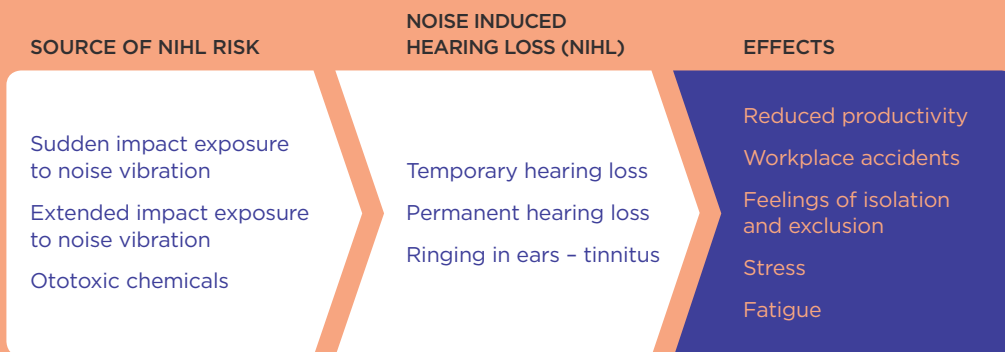 SOURCE OF NIHL RISK
Sudden impact exposure
to noise vibration
Extended impact exposure
to noise vibration
Ototoxic chemicals
NOISE INDUCED
HEARING LOSS (NIHL)
Temporary hearing loss
Permanent hearing loss
Ringing in ears – tinnitus
EFFECTS
Reduced productivity
Workplace accidents
Feelings of isolation
and exclusion
Stress
Fatigue